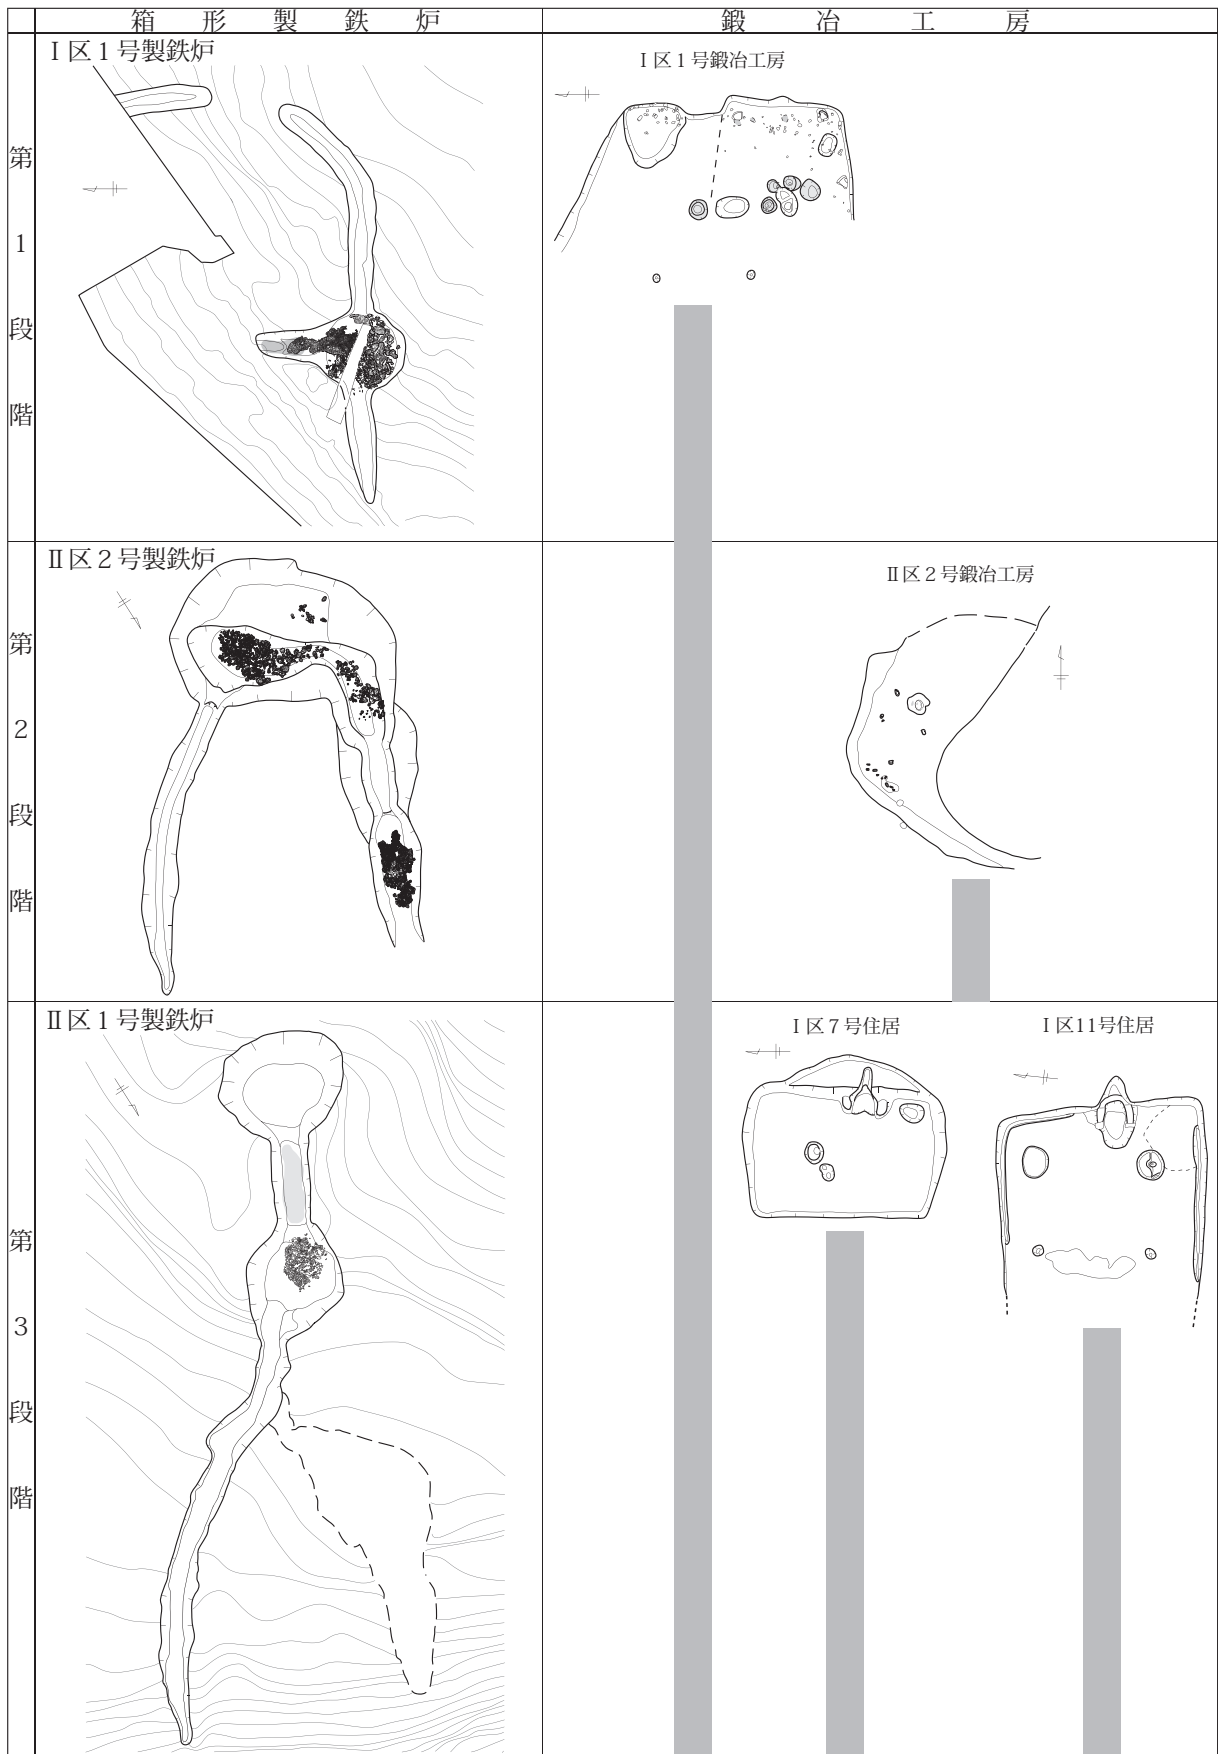 箱形製鉄炉
鍛冶工房
第1段階
Ⅰ区1号製鉄炉
Ⅰ区1号鍛冶工房
第2段階
Ⅱ区2号製鉄炉
Ⅱ区2号鍛冶工房
第3段階
Ⅱ区1号製鉄炉
Ⅰ区7号住居
Ⅰ区11号住居